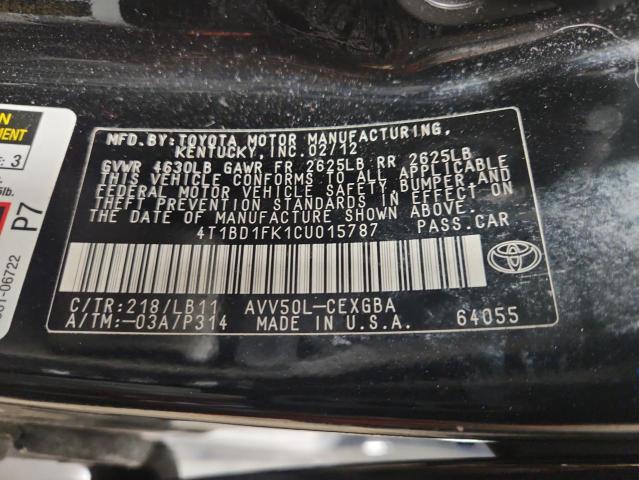 MFD.BY:TOYOTA MOTOR MANUFACTURING,
KENTUCKY, INC.02/12
GVWR 4630LB GAWR FR 2625LB RR 2625LB
THIS VEHICLE CONFORMS TO ALL APPLICABLE
FEDERAL MOTOR VEHICLE SAFETY, BUMPER AND
THEFT PREVENTION STANDARDS IN EFFECT ON
THE DATE OF MANUFACTURE SHOWN ABOVE.
4T1BD1FK1CU015787 PASS.CAR
C/TR:218/LB11 AVV50L-CEXGBA
A/TM:-03A/P314 MADE IN U.S.A. 64055
P7
3
06722